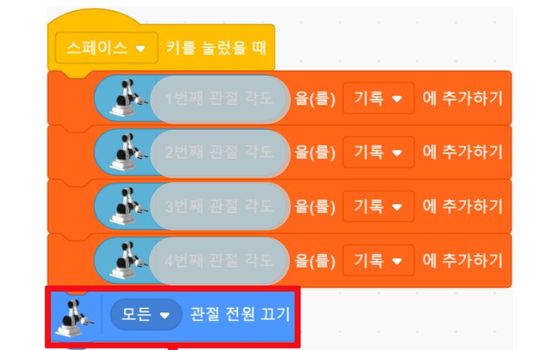 스페이스 키를 눌렀을 때
1번째 관절 각도 을(를) 기록 에 추가하기
2번째 관절 각도 을(를) 기록 에 추가하기
3번째 관절 각도 을(를) 기록 에 추가하기
4번째 관절 각도 을(를) 기록 에 추가하기
모든 관절 전원 끄기